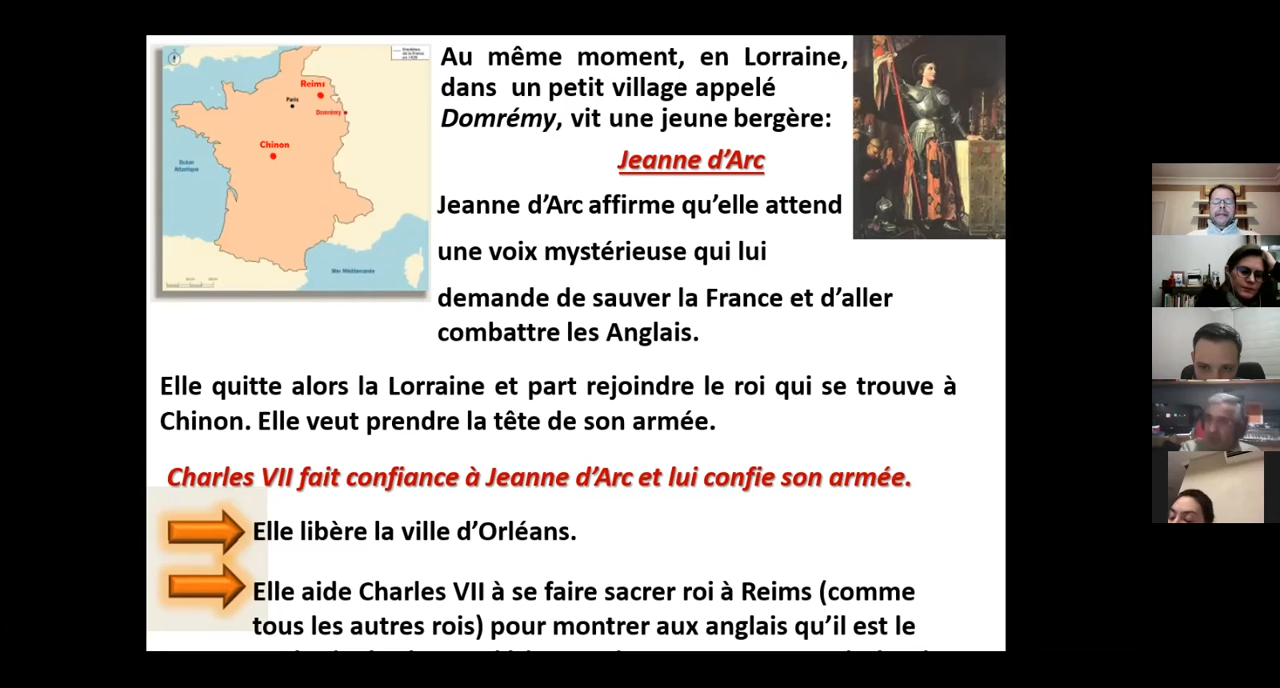 Reims
Paris
Domrémy
Chinon
Océan
Atlantique
Mer Méditerranée
Au même moment, en Lorraine,
dans un petit village appelé
Domrémy, vit une jeune bergère:
Jeanne d'Arc
Jeanne d'Arc affirme qu'elle attend
une voix mystérieuse qui lui
demande de sauver la France et d'aller
combattre les Anglais.
Elle quitte alors la Lorraine et part rejoindre le roi qui se trouve à
Chinon. Elle veut prendre la tête de son armée.
Charles VII fait confiance à Jeanne d'Arc et lui confie son armée.
Elle libère la ville d'Orléans.
Elle aide Charles VII à se faire sacrer roi à Reims (comme
tous les autres rois) pour montrer aux anglais qu'il est le